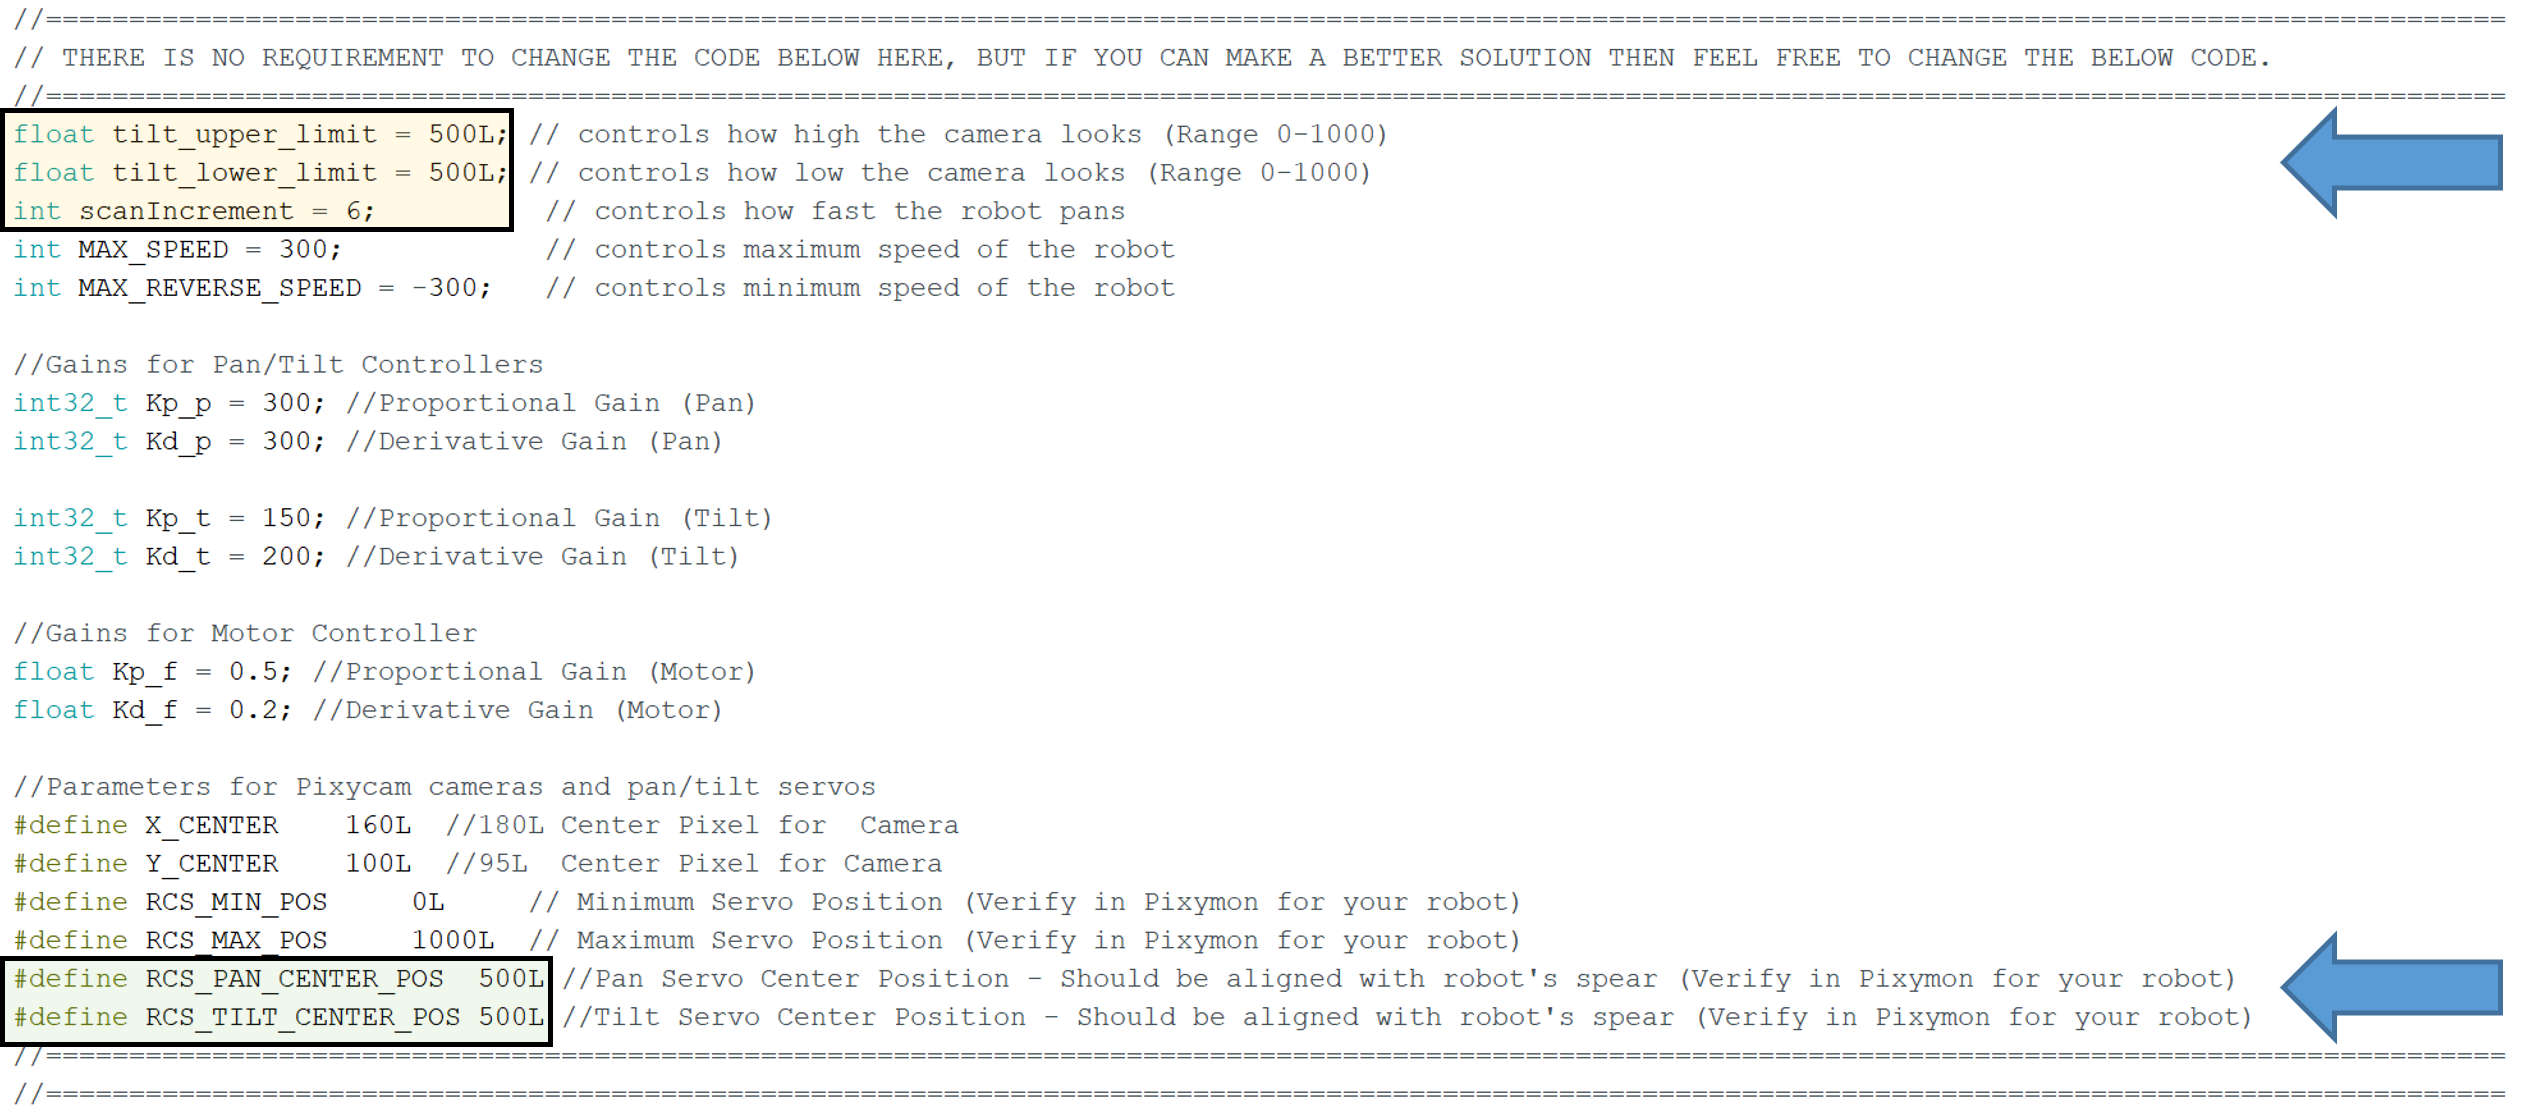 //=====================================================================================================================================================
// THERE IS NO REQUIREMENT TO CHANGE THE CODE BELOW HERE, BUT IF YOU CAN MAKE A BETTER SOLUTION THEN FEEL FREE TO CHANGE THE BELOW CODE.
//=====================================================================================================================================================
float tilt_upper_limit = 500L; // controls how high the camera looks (Range 0-1000)
float tilt_lower_limit = 500L; // controls how low the camera looks (Range 0-1000)
int scanIncrement = 6;          // controls how fast the robot pans
int MAX_SPEED = 300;            // controls maximum speed of the robot
int MAX_REVERSE_SPEED = -300;   // controls minimum speed of the robot
//Gains for Pan/Tilt Controllers
int32_t Kp_p = 300; //Proportional Gain (Pan)
int32_t Kd_p = 300; //Derivative Gain (Pan)
int32_t Kp_t = 150; //Proportional Gain (Tilt)
int32_t Kd_t = 200; //Derivative Gain (Tilt)
//Gains for Motor Controller
float Kp_f = 0.5; //Proportional Gain (Motor)
float Kd_f = 0.2; //Derivative Gain (Motor)
//Parameters for Pixycam cameras and pan/tilt servos
#define X_CENTER    160L  //180L Center Pixel for  Camera
#define Y_CENTER    100L  //95L  Center Pixel for Camera
#define RCS_MIN_POS     0L     // Minimum Servo Position (Verify in Pixymon for your robot)
#define RCS_MAX_POS     1000L  // Maximum Servo Position (Verify in Pixymon for your robot)
#define RCS_PAN_CENTER_POS  500L //Pan Servo Center Position - Should be aligned with robot's spear (Verify in Pixymon for your robot)
#define RCS_TILT_CENTER_POS 500L //Tilt Servo Center Position - Should be aligned with robot's spear (Verify in Pixymon for your robot)
//=====================================================================================================================================================
//=====================================================================================================================================================